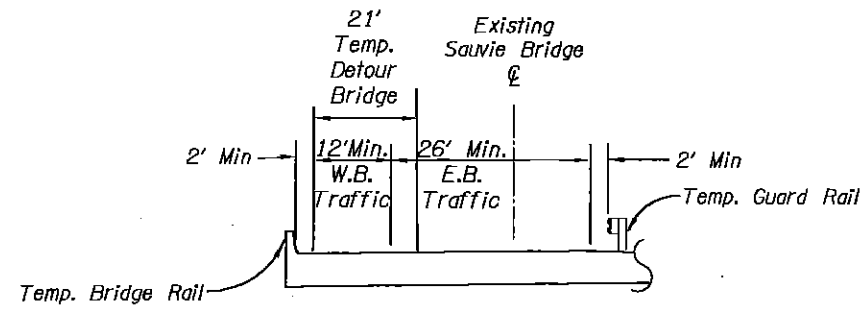 21'
Temp.
Detour
Bridge
Existing
Sauvie Bridge
℄
2' Min
12'Min.
W.B.
Traffic
26' Min.
E.B.
Traffic
2' Min
Temp. Guard Rail
Temp. Bridge Rail